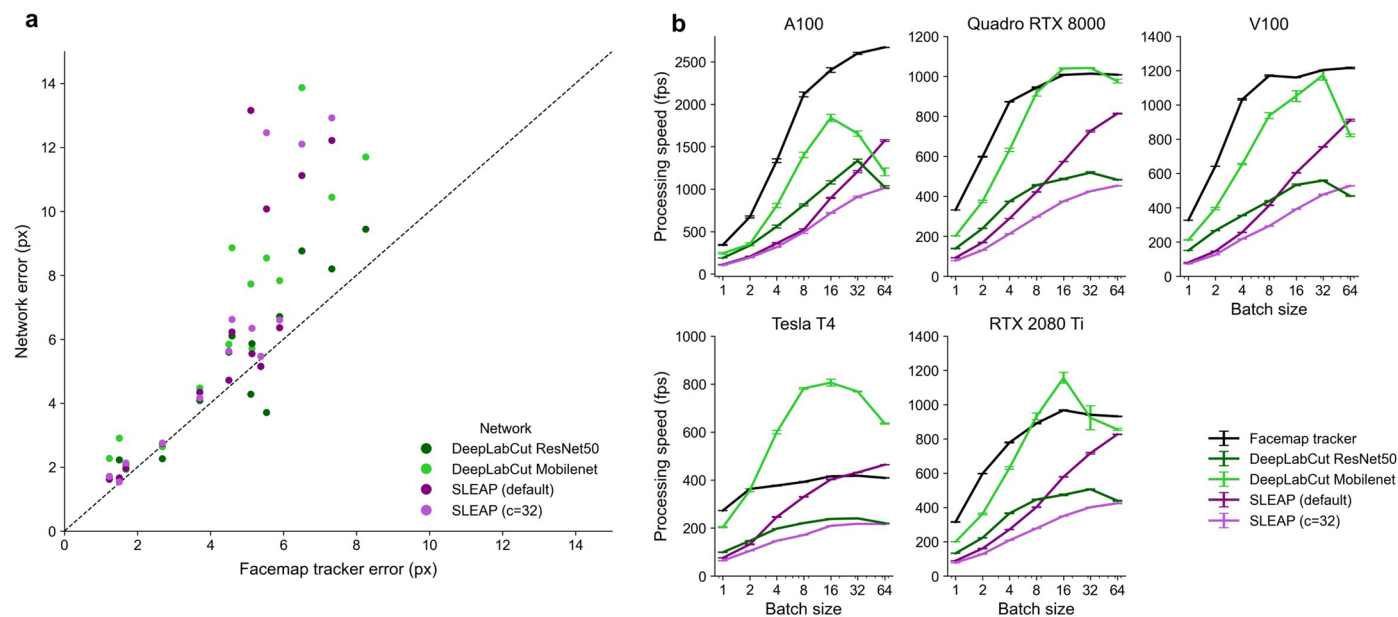 a
14
12
10
8
6
4
2
0
Network error (px)
0 2 4 6 8 10 12 14
Facemap tracker error (px)
Network
DeepLabCut ResNet50
DeepLabCut Mobilenet
SLEAP (default)
SLEAP (c=32)
b
A100
2500
2000
1500
1000
500
0
Processing speed (fps)
1 2 4 8 16 32 64
Quadro RTX 8000
1200
1000
800
600
400
200
0
1 2 4 8 16 32 64
V100
1400
1200
1000
800
600
400
200
0
1 2 4 8 16 32 64
Batch size
Tesla T4
1000
800
600
400
200
0
Processing speed (fps)
1 2 4 8 16 32 64
Batch size
RTX 2080 Ti
1400
1200
1000
800
600
400
200
0
1 2 4 8 16 32 64
Batch size
Facemap tracker
DeepLabCut ResNet50
DeepLabCut Mobilenet
SLEAP (default)
SLEAP (c=32)